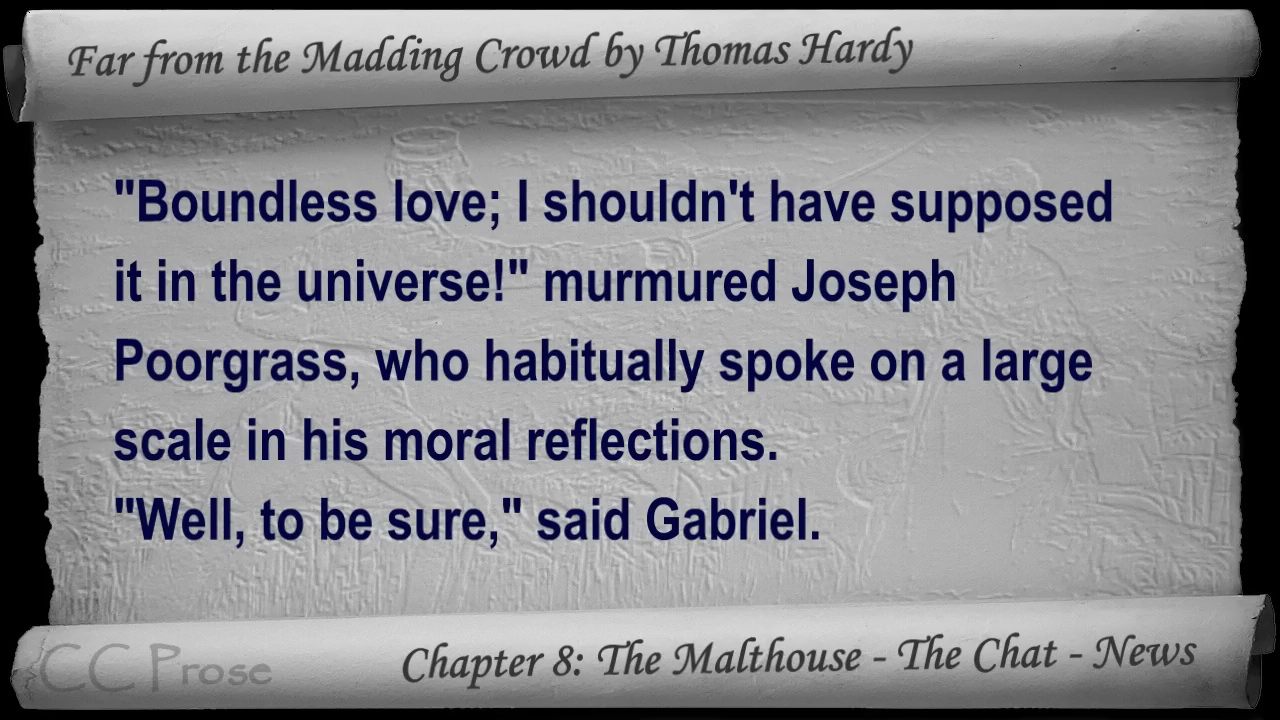 Far from the Madding Crowd by Thomas Hardy
"Boundless love; I shouldn't have supposed
it in the universe!" murmured Joseph
Poorgrass, who habitually spoke on a large
scale in his moral reflections.
"Well, to be sure," said Gabriel.
CC Prose
Chapter 8: The Malthouse - The Chat - News